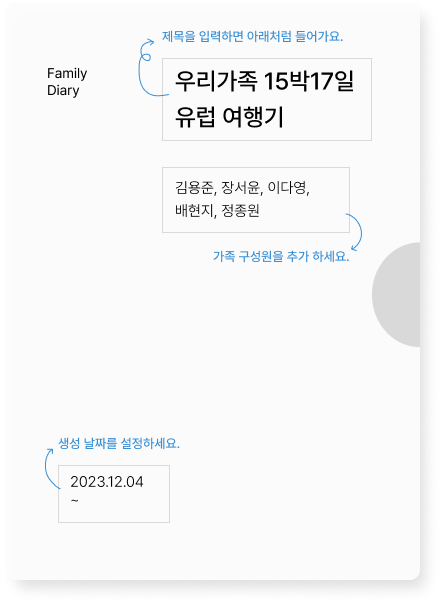 제목을 입력하면 아래처럼 들어가요.
Family
Diary
우리가족 15박17일
유럽 여행기
김용준, 장서윤, 이다영,
배현지, 정종원
가족 구성원을 추가 하세요.
생성 날짜를 설정하세요.
2023.12.04
~